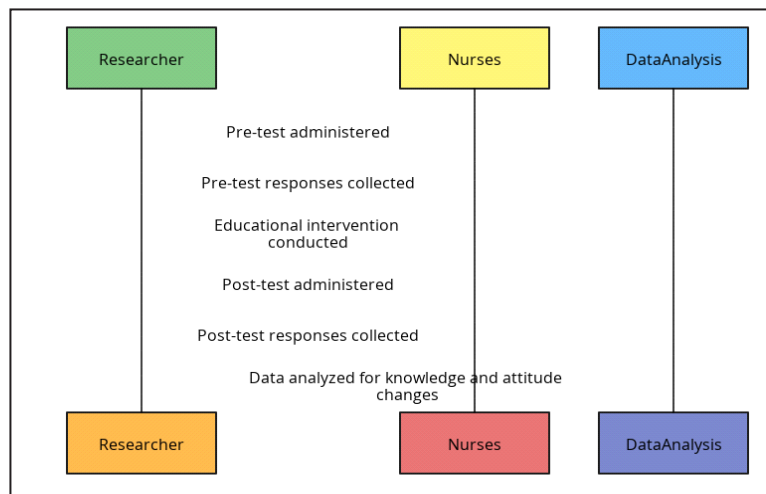 Researcher
Nurses
DataAnalysis
Pre-test administered
Pre-test responses collected
Educational intervention
conducted
Post-test administered
Post-test responses collected
Data analyzed for knowledge and attitude
changes
Researcher
Nurses
DataAnalysis